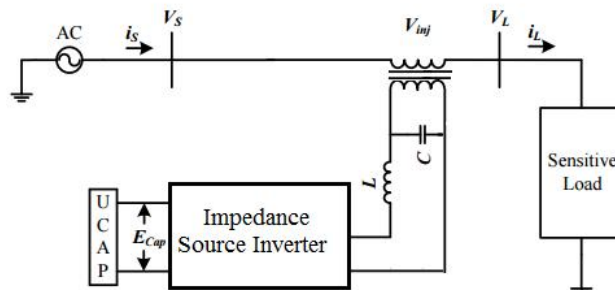 AC
i_S
V_S
V_inj
V_L
i_L
Sensitive
Load
L
C
U
C
A
P
E_Cap
Impedance
Source Inverter